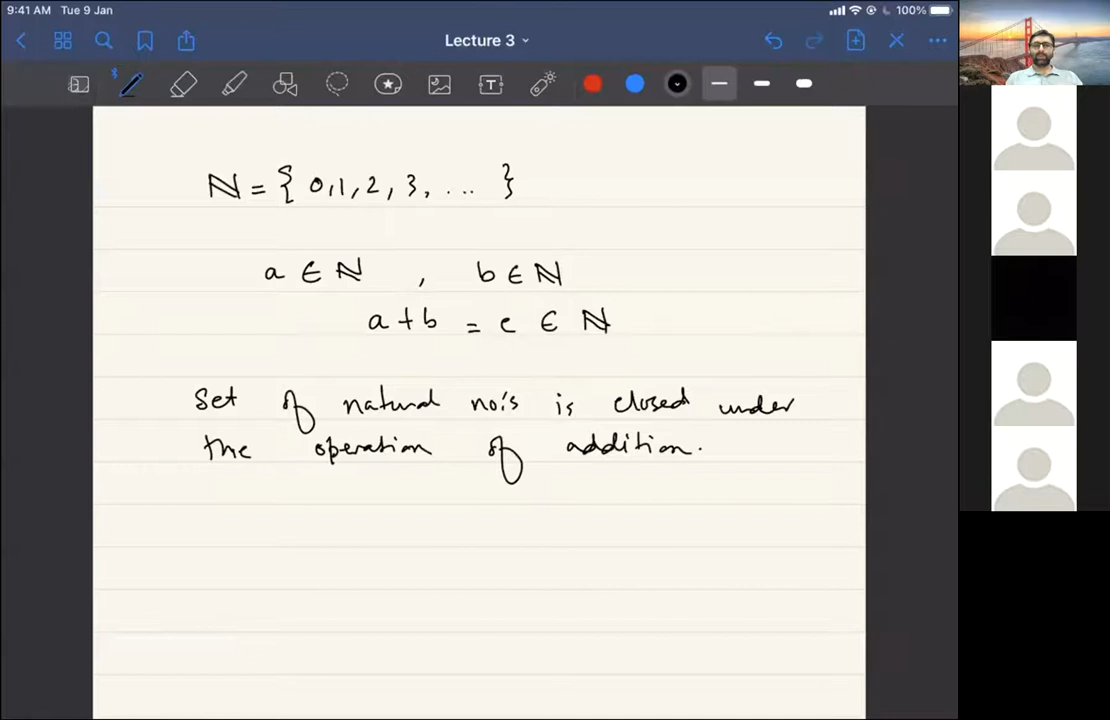 9:41 AM Tue 9 Jan
100%
Lecture 3
T
ℕ = { 0, 1, 2, 3, ... }
a ∈ ℕ , b ∈ ℕ
a + b = c ∈ ℕ
Set of natural no's is closed under
the operation of addition.